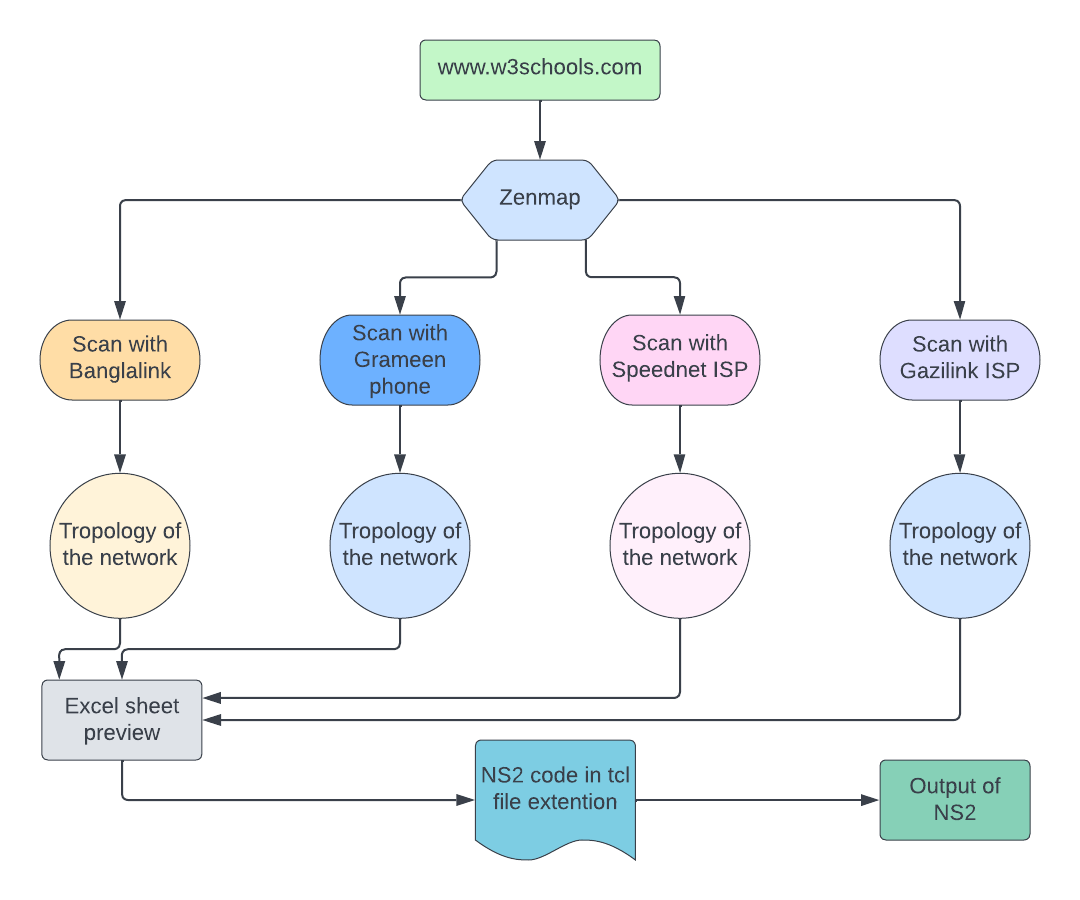 www.w3schools.com
Zenmap
Scan with
Banglalink
Scan with
Grameen
phone
Scan with
Speednet ISP
Scan with
Gazilink ISP
Tropology of
the network
Tropology of
the network
Tropology of
the network
Tropology of
the network
Excel sheet
preview
NS2 code in tcl
file extention
Output of
NS2